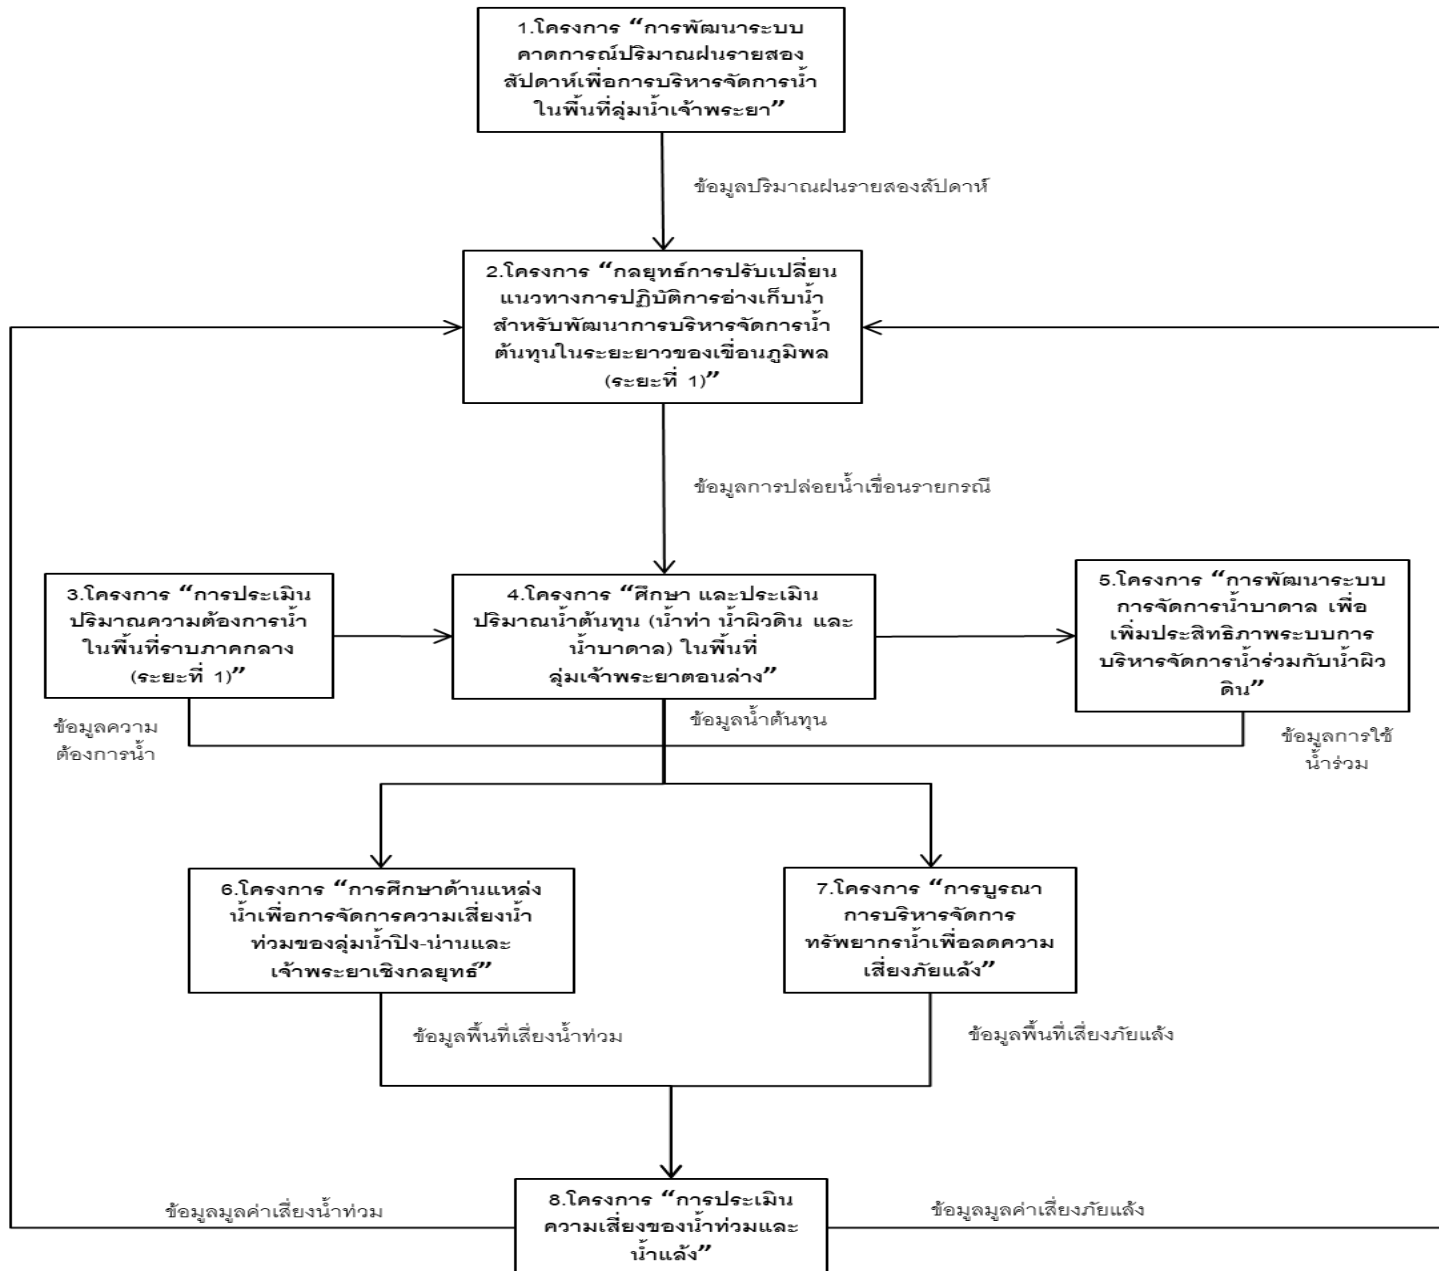 1.โครงการ “การพัฒนาระบบ
คาดการณ์ปริมาณฝนรายสอง
สัปดาห์เพื่อการบริหารจัดการน้ำ
ในพื้นที่ลุ่มน้ำเจ้าพระยา”
ข้อมูลปริมาณฝนรายสองสัปดาห์
2.โครงการ “กลยุทธ์การปรับเปลี่ยน
แนวทางการปฏิบัติการอ่างเก็บน้ำ
สำหรับพัฒนาการบริหารจัดการน้ำ
ต้นทุนในระยะยาวของเขื่อนภูมิพล
(ระยะที่ 1)”
ข้อมูลการปล่อยน้ำเขื่อนรายกรณี
3.โครงการ “การประเมิน
ปริมาณความต้องการน้ำ
ในพื้นที่ราบภาคกลาง
(ระยะที่ 1)”
4.โครงการ “ศึกษา และประเมิน
ปริมาณน้ำต้นทุน (น้ำท่า น้ำผิวดิน และ
น้ำบาดาล) ในพื้นที่
ลุ่มเจ้าพระยาตอนล่าง”
5.โครงการ “การพัฒนาระบบ
การจัดการน้ำบาดาล เพื่อ
เพิ่มประสิทธิภาพระบบการ
บริหารจัดการน้ำร่วมกับน้ำผิว
ดิน”
ข้อมูลความ
ต้องการน้ำ
ข้อมูลน้ำต้นทุน
ข้อมูลการใช้
น้ำร่วม
6.โครงการ “การศึกษาด้านแหล่ง
น้ำเพื่อการจัดการความเสี่ยงน้ำ
ท่วมของลุ่มน้ำปิง-น่านและ
เจ้าพระยาเชิงกลยุทธ์”
7.โครงการ “การบูรณา
การบริหารจัดการ
ทรัพยากรน้ำเพื่อลดความ
เสี่ยงภัยแล้ง”
ข้อมูลพื้นที่เสี่ยงน้ำท่วม
ข้อมูลพื้นที่เสี่ยงภัยแล้ง
ข้อมูลมูลค่าเสี่ยงน้ำท่วม
8.โครงการ “การประเมิน
ความเสี่ยงของน้ำท่วมและ
น้ำแล้ง”
ข้อมูลมูลค่าเสี่ยงภัยแล้ง